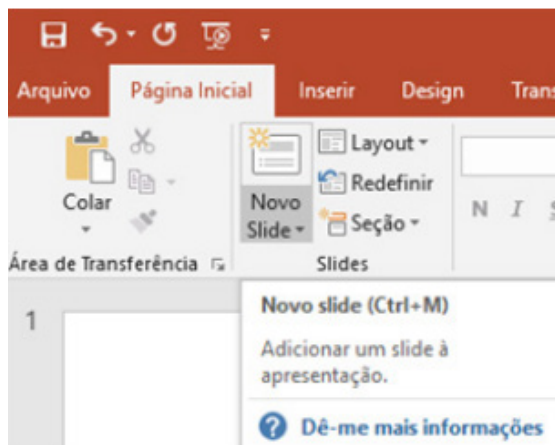 Arquivo Página Inicial Inserir Design Trans
Colar
Novo
Slide
Layout
Redefinir
Seção
N I S
Área de Transferência
Slides
1
Novo slide (Ctrl+M)
Adicionar um slide à
apresentação.
? Dê-me mais informações